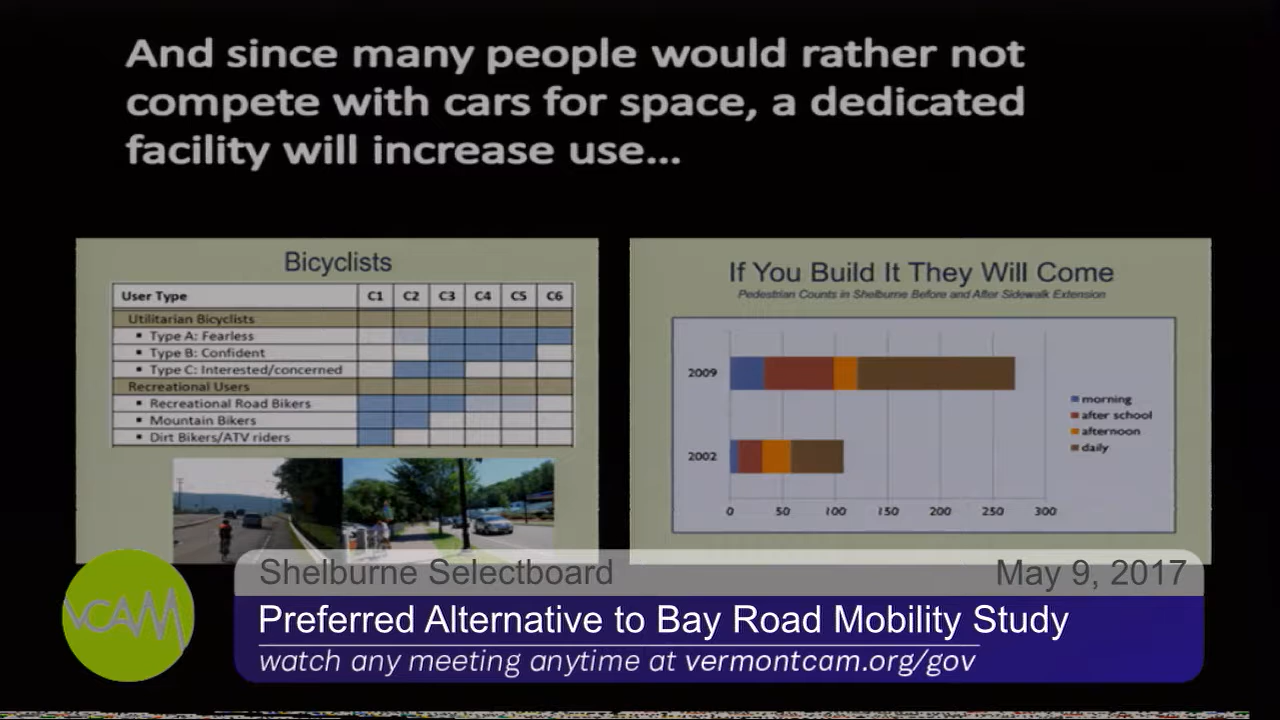 And since many people would rather not
compete with cars for space, a dedicated
facility will increase use...
Bicyclists
User Type C1 C2 C3 C4 C5 C6
Utilitarian Bicyclists
▪ Type A: Fearless
▪ Type B: Confident
▪ Type C: Interested/concerned
Recreational Users
▪ Recreational Road Bikers
▪ Mountain Bikers
▪ Dirt Bikers/ATV riders
If You Build It They Will Come
Pedestrian Counts in Shelburne Before and After Sidewalk Extension
2009
2002
0 50 100 150 200 250 300
morning
after school
afternoon
daily
VCAM
Shelburne Selectboard May 9, 2017
Preferred Alternative to Bay Road Mobility Study
watch any meeting anytime at vermontcam.org/gov